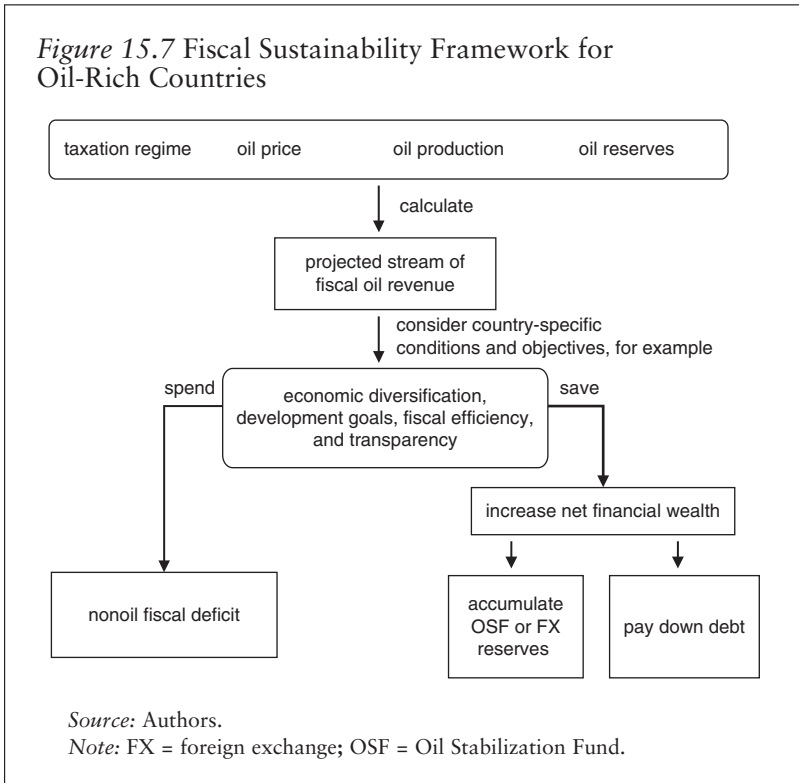 Figure 15.7 Fiscal Sustainability Framework for
Oil-Rich Countries
taxation regime oil price oil production oil reserves
calculate
projected stream of
fiscal oil revenue
consider country-specific
conditions and objectives, for example
spend
economic diversification,
development goals, fiscal efficiency,
and transparency
save
increase net financial wealth
nonoil fiscal deficit
accumulate
OSF or FX
reserves
pay down debt
Source: Authors.
Note: FX = foreign exchange; OSF = Oil Stabilization Fund.